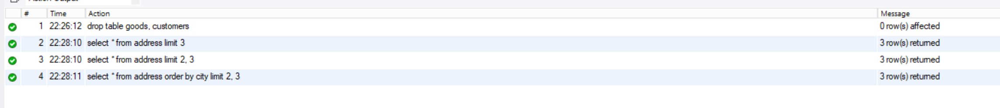 Action Output
# Time Action Message
1 22:26:12 drop table goods, customers 0 row(s) affected
2 22:28:10 select * from address limit 3 3 row(s) returned
3 22:28:10 select * from address limit 2, 3 3 row(s) returned
4 22:28:11 select * from address order by city limit 2, 3 3 row(s) returned